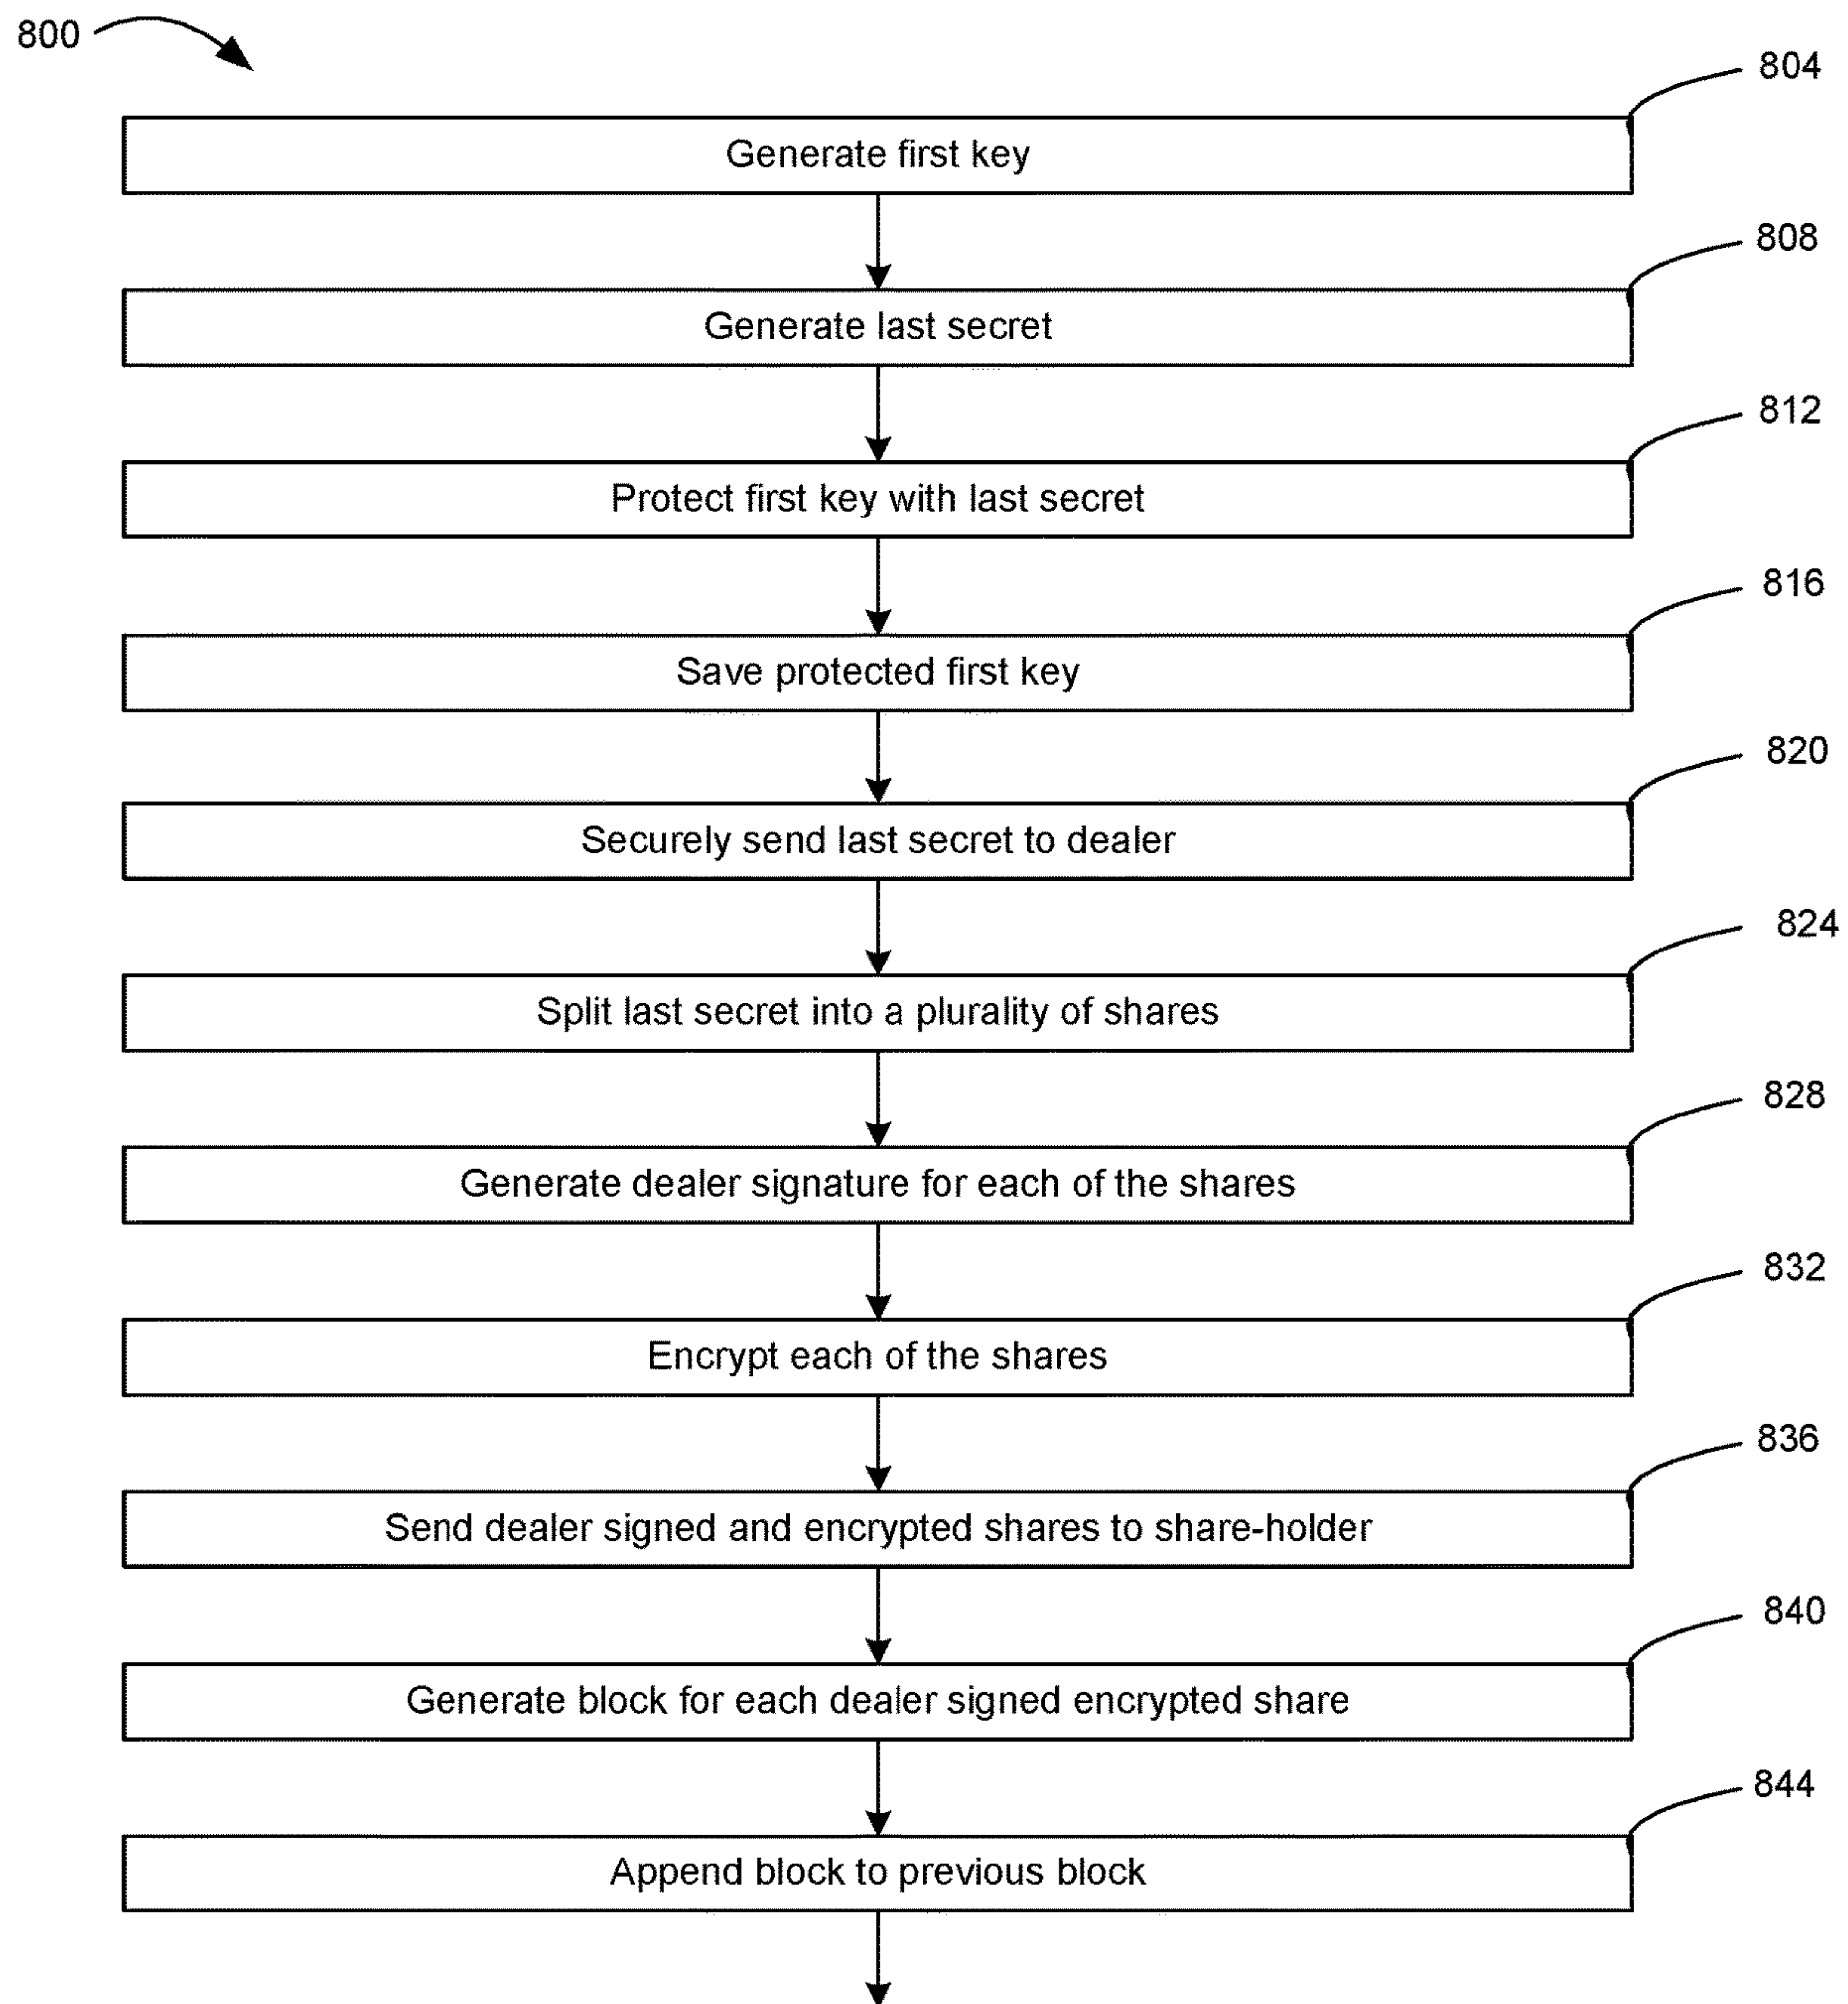 800
804
Generate first key
808
Generate last secret
812
Protect first key with last secret
816
Save protected first key
820
Securely send last secret to dealer
824
Split last secret into a plurality of shares
828
Generate dealer signature for each of the shares
832
Encrypt each of the shares
836
Send dealer signed and encrypted shares to share-holder
840
Generate block for each dealer signed encrypted share
844
Append block to previous block